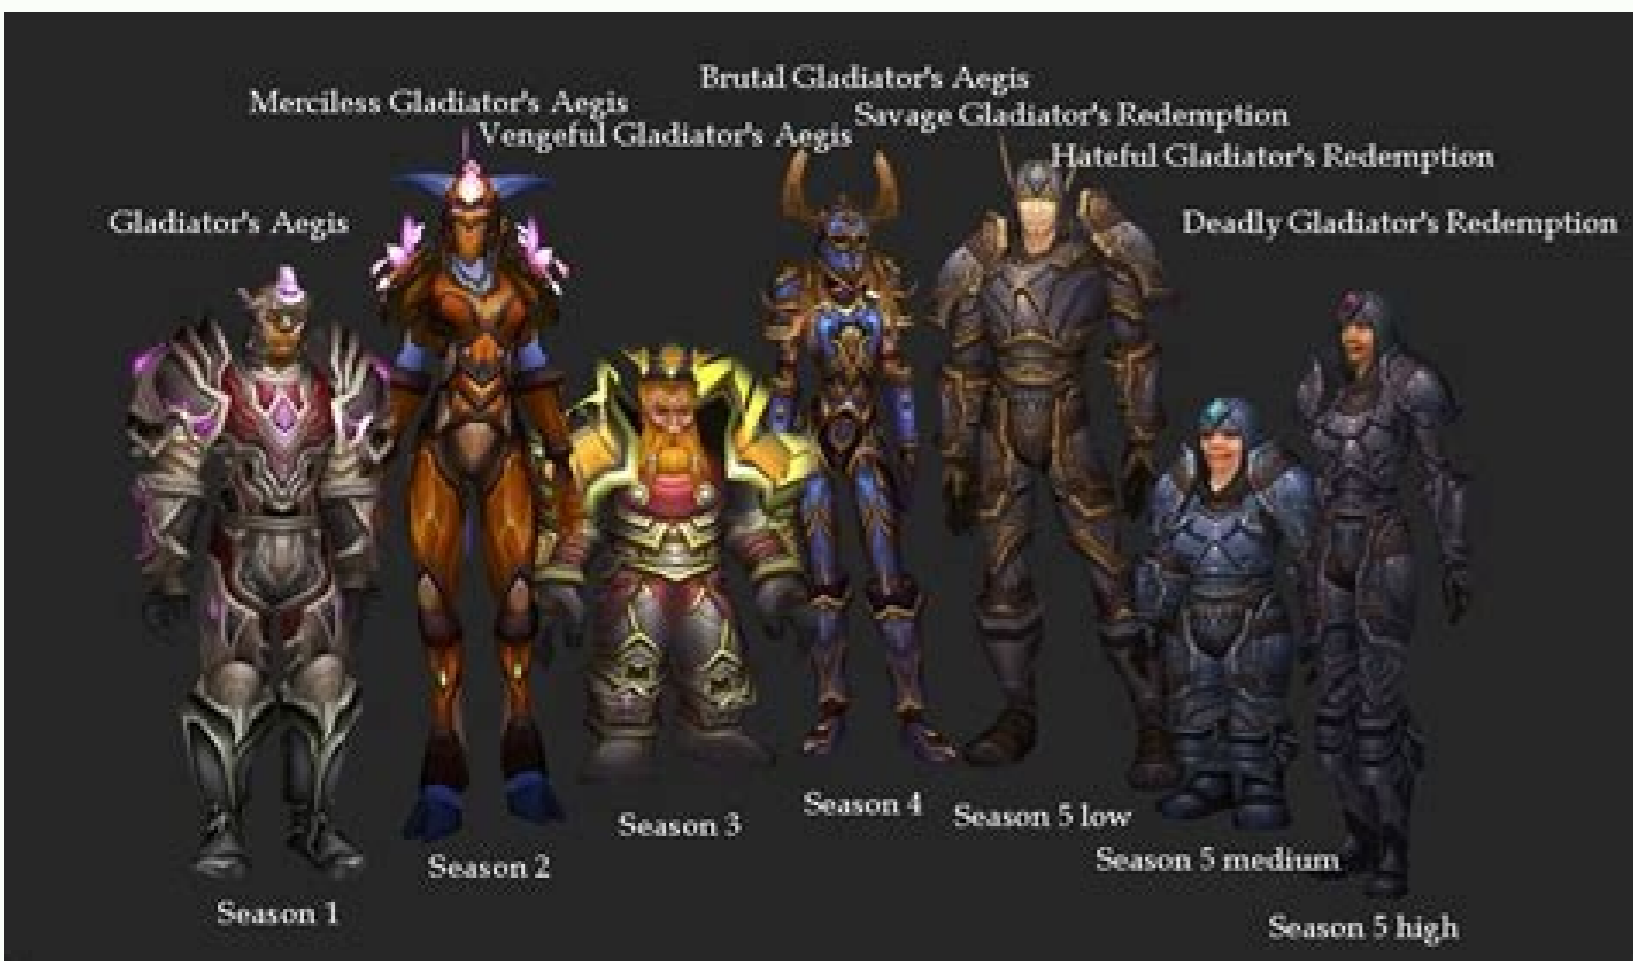 Brutal Gladiator's Aegis
Merciless Gladiator's Aegis
Savage Gladiator's Redemption
Vengeful Gladiator's Aegis
Hateful Gladiator's Redemption
Gladiator's Aegis
Deadly Gladiator's Redemption
Season 4
Season 5 low
Season 3
Season 5 medium
Season 2
Season 1
Season 5 high